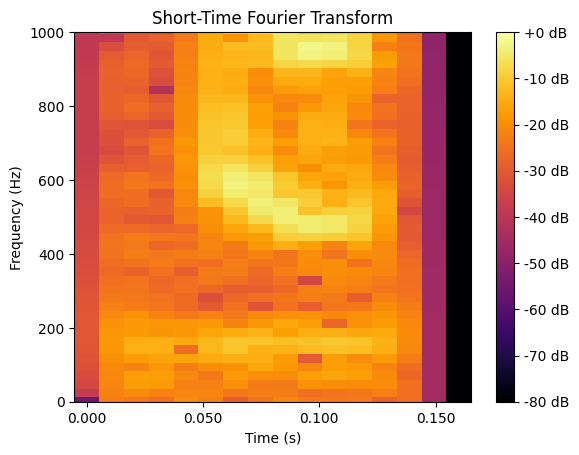 Short-Time Fourier Transform
1000
800
600
400
200
0
Frequency (Hz)
0.000
0.050
0.100
0.150
Time (s)
+0 dB
-10 dB
-20 dB
-30 dB
-40 dB
-50 dB
-60 dB
-70 dB
-80 dB